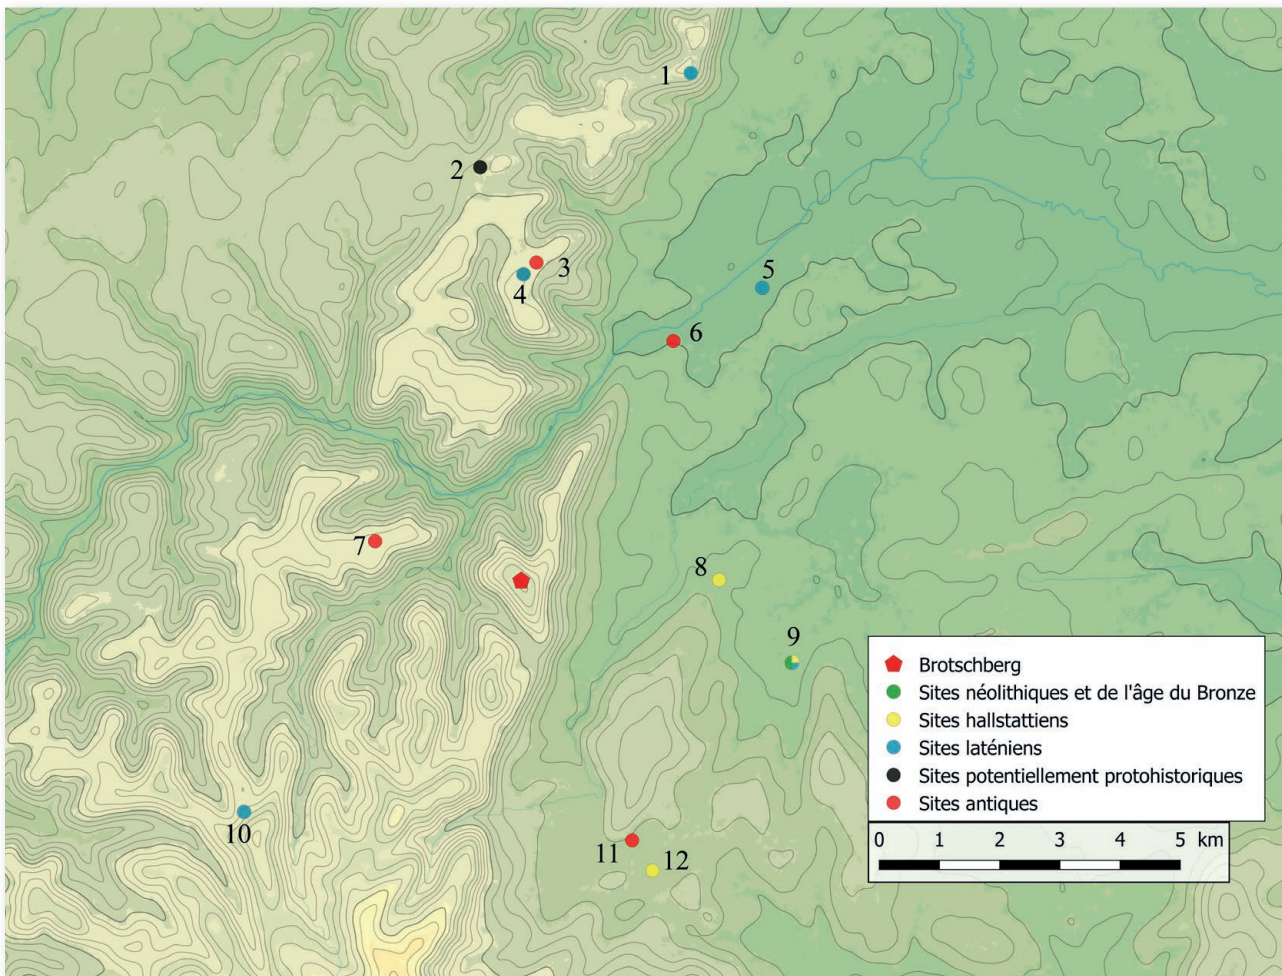 1
2
3
4
5
6
7
8
9
Brotschberg
Sites néolithiques et de l'âge du Bronze
Sites hallstattiens
Sites laténiens
Sites potentiellement protohistoriques
Sites antiques
10
11
12
0 1 2 3 4 5 km